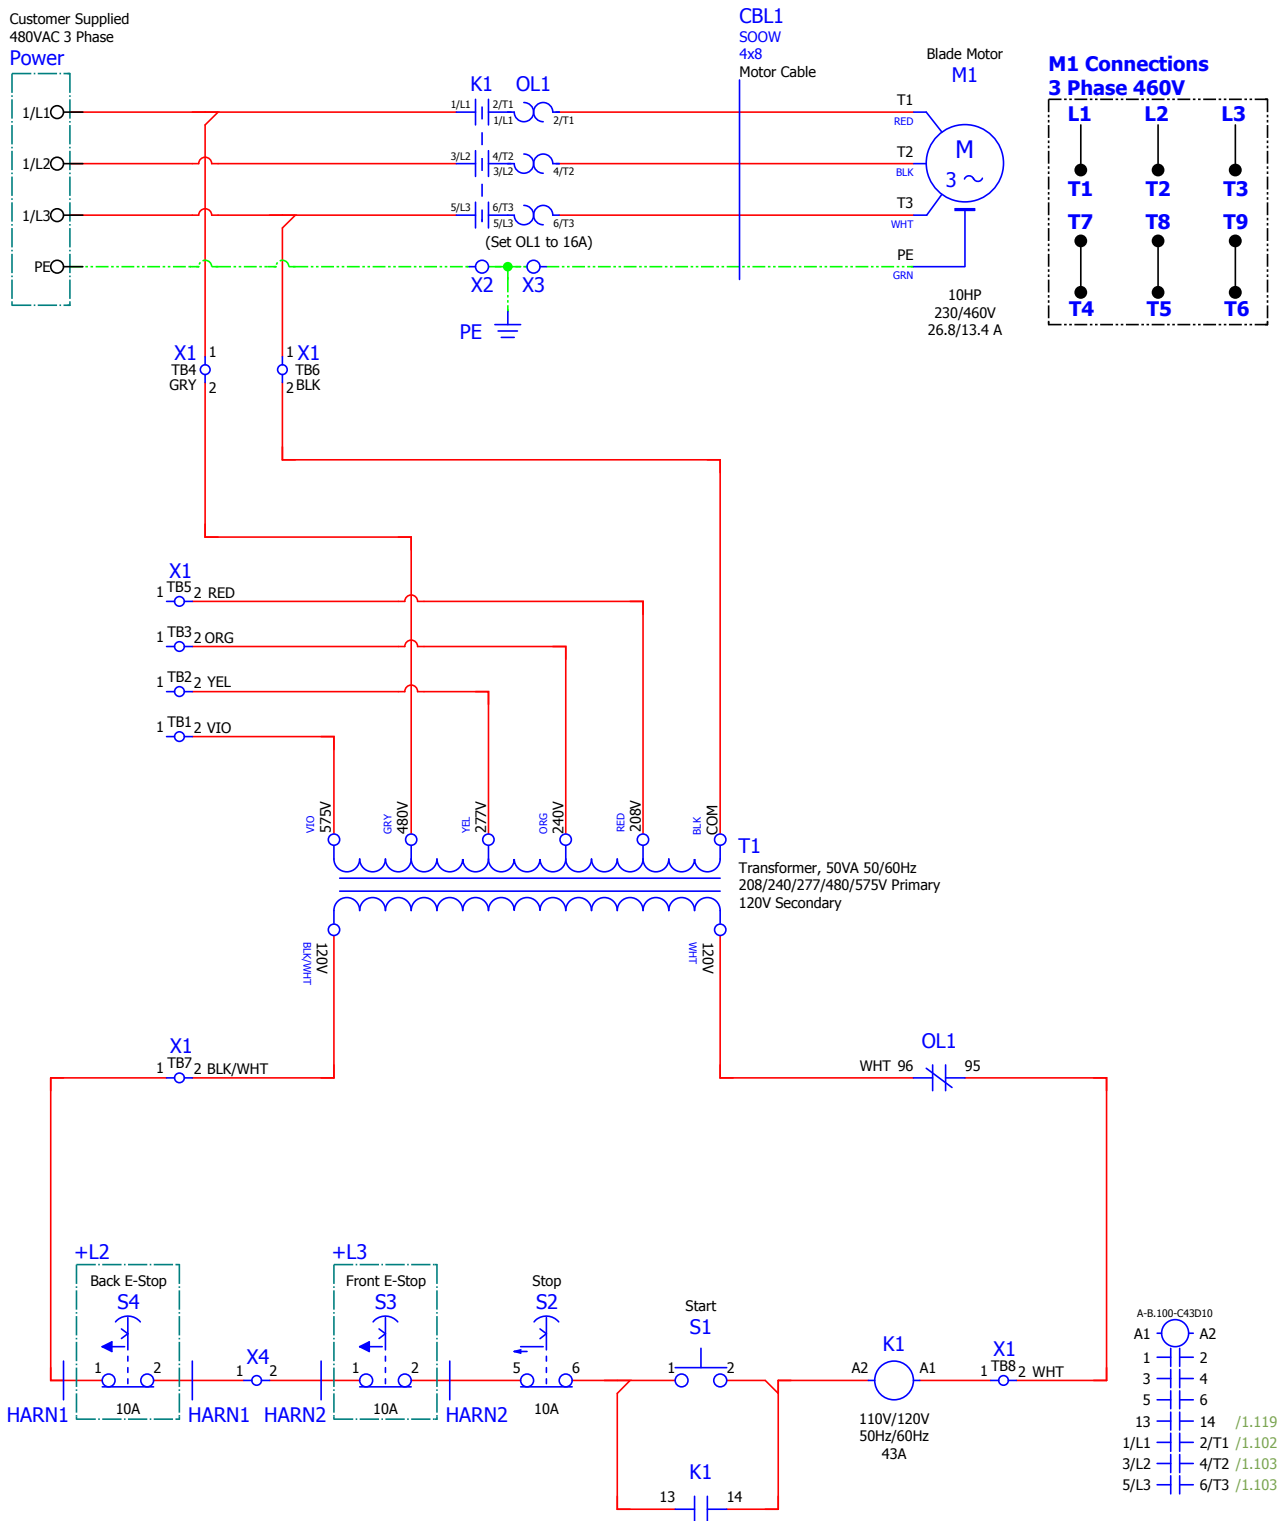 Customer Supplied
480VAC 3 Phase
Power
1/L1
1/L2
1/L3
PE
K1
OL1
1/L1
2/T1
1/L1
2/T1
3/L2
4/T2
3/L2
4/T2
5/L3
6/T3
5/L3
6/T3
(Set OL1 to 16A)
X2
X3
PE
CBL1
SOOW
4x8
Motor Cable
Blade Motor
M1
T1
RED
T2
BLK
T3
WHT
PE
GRN
M
3 ~
10HP
230/460V
26.8/13.4 A
M1 Connections
3 Phase 460V
L1 L2 L3
T1 T2 T3
T7 T8 T9
T4 T5 T6
X1
1
TB4
GRY
2
1
X1
TB6
2
BLK
X1
1 TB5 2 RED
1 TB3 2 ORG
1 TB2 2 YEL
1 TB1 2 VIO
VIO
575V
GRY
480V
YEL
277V
ORG
240V
RED
208V
BLK
COM
T1
Transformer, 50VA 50/60Hz
208/240/277/480/575V Primary
120V Secondary
BLK/WHT
120V
WHT
120V
X1
1 TB7 2 BLK/WHT
OL1
WHT 96
95
+L2
Back E-Stop
S4
1 2
10A
HARN1
HARN1
X4
1 2
HARN2
+L3
Front E-Stop
S3
1 2
10A
HARN2
Stop
S2
5 6
10A
Start
S1
1 2
K1
13 14
K1
A2 A1
110V/120V
50Hz/60Hz
43A
X1
1 TB8 2 WHT
A-B.100-C43D10
A1 A2
1 2
3 4
5 6
13 14 /1.119
1/L1 2/T1 /1.102
3/L2 4/T2 /1.103
5/L3 6/T3 /1.103